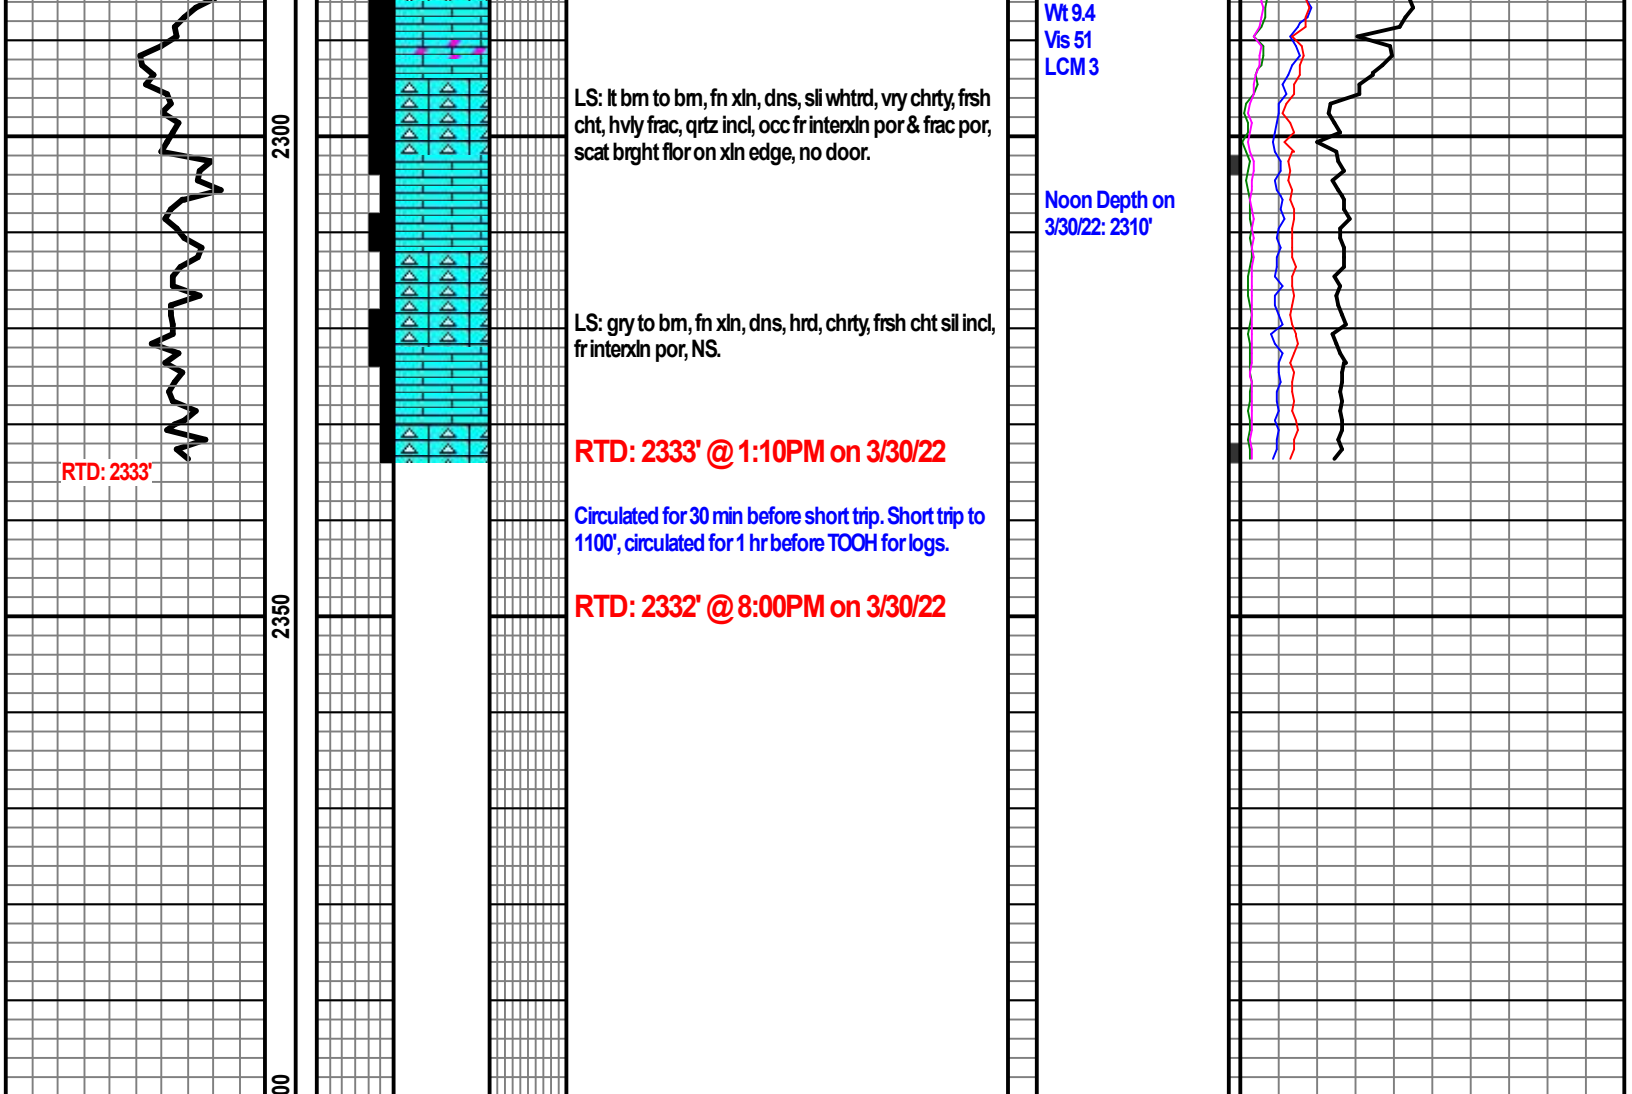 Wt 9.4
Vis 51
LCM 3
2300
LS: lt brn to brn, fn xln, dns, sli whtrd, vry chrty, frsh
cht, hvly frac, qrtz incl, occ fr interxln por & frac por,
scat brght flor on xln edge, no door.
Noon Depth on
3/30/22: 2310'
LS: gry to brn, fn xln, dns, hrd, chrty, frsh cht sil incl,
fr interxln por, NS.
RTD: 2333' @ 1:10PM on 3/30/22
RTD: 2333'
Circulated for 30 min before short trip. Short trip to
1100', circulated for 1 hr before TOOH for logs.
RTD: 2332' @ 8:00PM on 3/30/22
2350
00